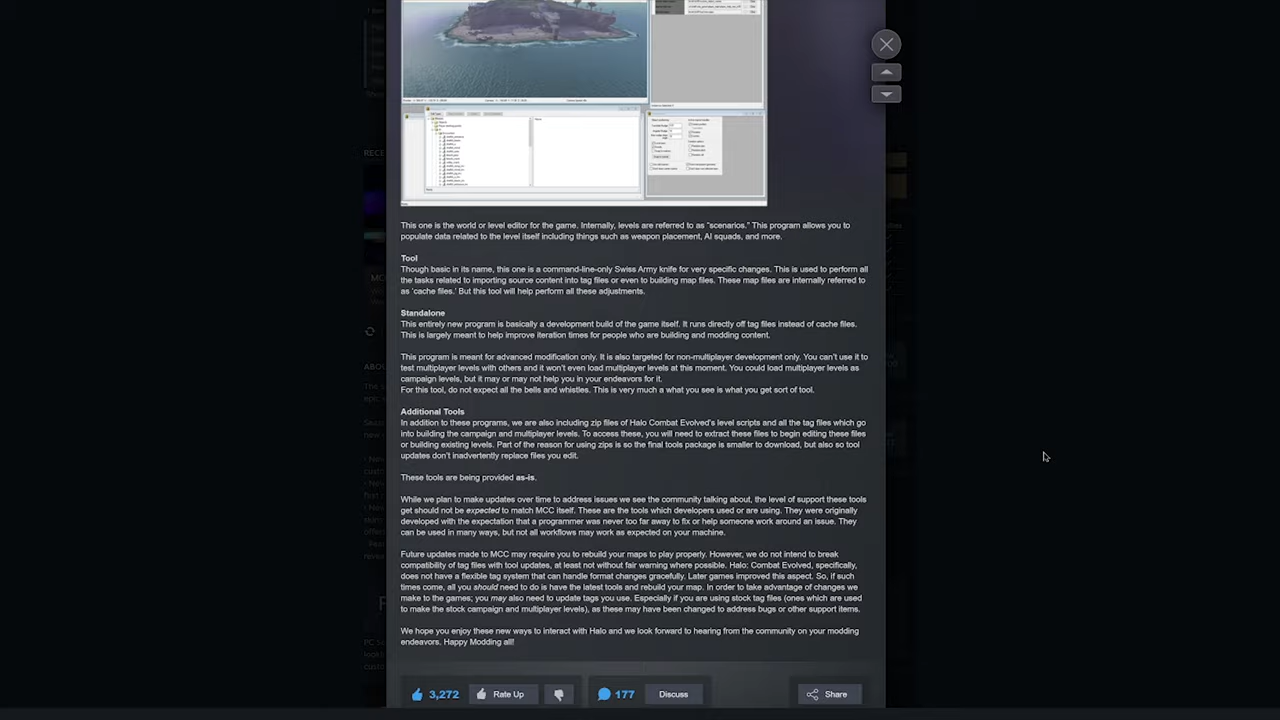 This one is the world or level editor for the game. Internally, levels are referred to as "scenarios." This program allows you to
populate data related to the level itself including things such as weapon placement, AI squads, and more.
Tool
Though basic in its name, this one is a command-line-only Swiss Army knife for very specific changes. This is used to perform all
the tasks related to importing source content into tag files or even to building map files. These map files are internally referred to
as 'cache files.' But this tool will help perform all these adjustments.
Standalone
This entirely new program is basically a development build of the game itself. It runs directly off tag files instead of cache files.
This is largely meant to help improve iteration times for people who are building and modding content.
This program is meant for advanced modification only. It is also targeted for non-multiplayer development only. You can't use it to
test multiplayer levels with others and it won't even load multiplayer levels at this moment. You could load multiplayer levels as
campaign levels, but it may or may not help you in your endeavors for it.
For this tool, do not expect all the bells and whistles. This is very much a what you see is what you get sort of tool.
Additional Tools
In addition to these programs, we are also including zip files of Halo Combat Evolved's level scripts and all the tag files which go
into building the campaign and multiplayer levels. To access these, you will need to extract these files to begin editing these files
or building existing levels. Part of the reason for using zips is so the final tools package is smaller to download, but also so tool
updates don't inadvertently replace files you edit.
These tools are being provided as-is.
While we plan to make updates over time to address issues we see the community talking about, the level of support these tools
get should not be expected to match MCC itself. These are the tools which developers used or are using. They were originally
developed with the expectation that a programmer was never too far away to fix or help someone work around an issue. They
can be used in many ways, but not all workflows may work as expected on your machine.
Future updates made to MCC may require you to rebuild your maps to play properly. However, we do not intend to break
compatibility of tag files with tool updates, at least not without fair warning where possible. Halo: Combat Evolved, specifically,
does not have a flexible tag system that can handle format changes gracefully. Later games improved this aspect. So, if such
times come, all you should need to do is have the latest tools and rebuild your map. In order to take advantage of changes we
make to the games; you may also need to update tags you use. Especially if you are using stock tag files (ones which are used
to make the stock campaign and multiplayer levels), as these may have been changed to address bugs or other support items.
We hope you enjoy these new ways to interact with Halo and we look forward to hearing from the community on your modding
endeavors. Happy Modding all!
3,272 Rate Up 177 Discuss Share